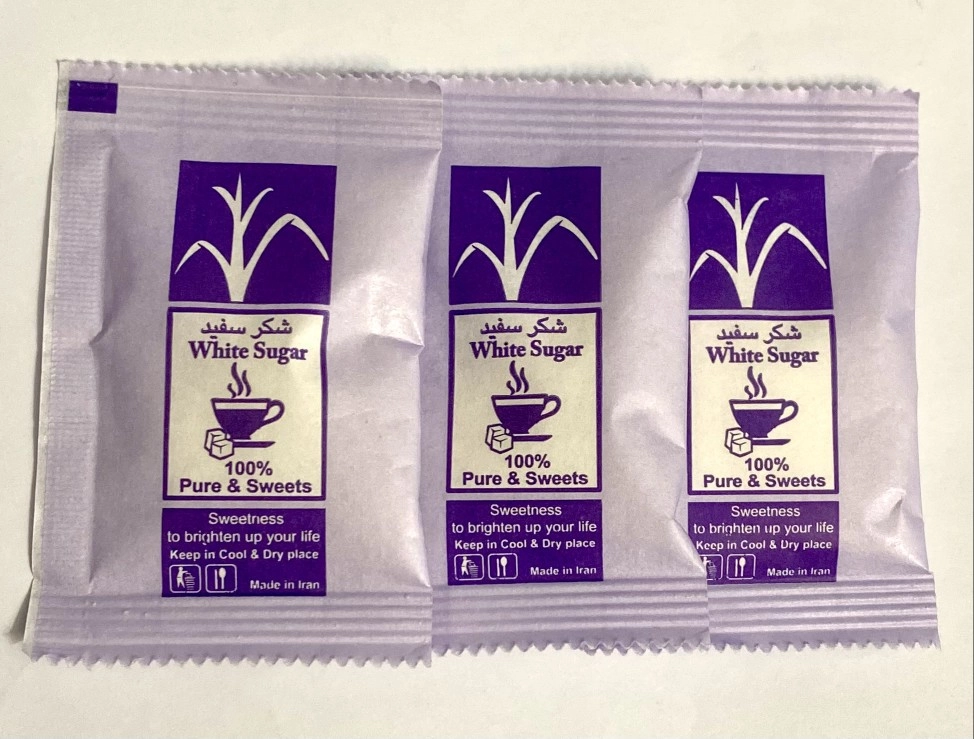 شکر سفید
White Sugar
100%
Pure & Sweets
Sweetness
to brighten up your life
Keep in Cool & Dry place
Made in Iran
شکر سفید
White Sugar
100%
Pure & Sweets
Sweetness
to brighten up your life
Keep in Cool & Dry place
Made in Iran
شکر سفید
White Sugar
100%
Pure & Sweets
Sweetness
to brighten up your life
Keep in Cool & Dry place
Made in Iran